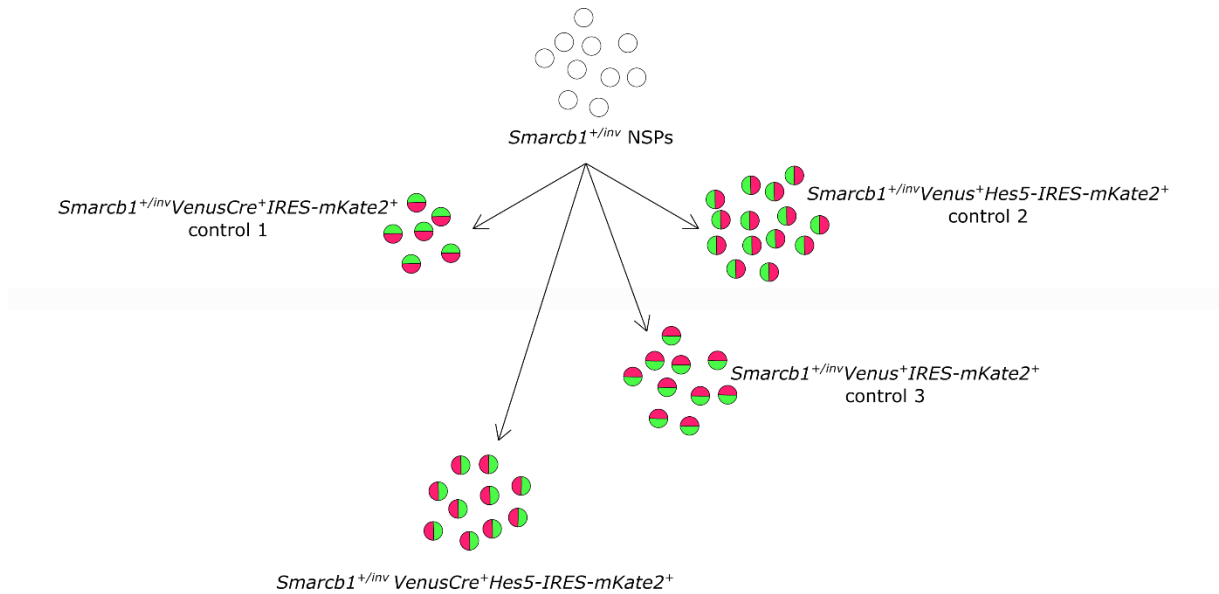 Smarcb1+/inv NSPs
Smarcb1+/invVenusCre+IRES-mKate2+
control 1
Smarcb1+/invVenus+Hes5-IRES-mKate2+
control 2
Smarcb1+/invVenus+IRES-mKate2+
control 3
Smarcb1+/inv VenusCre+Hes5-IRES-mKate2+